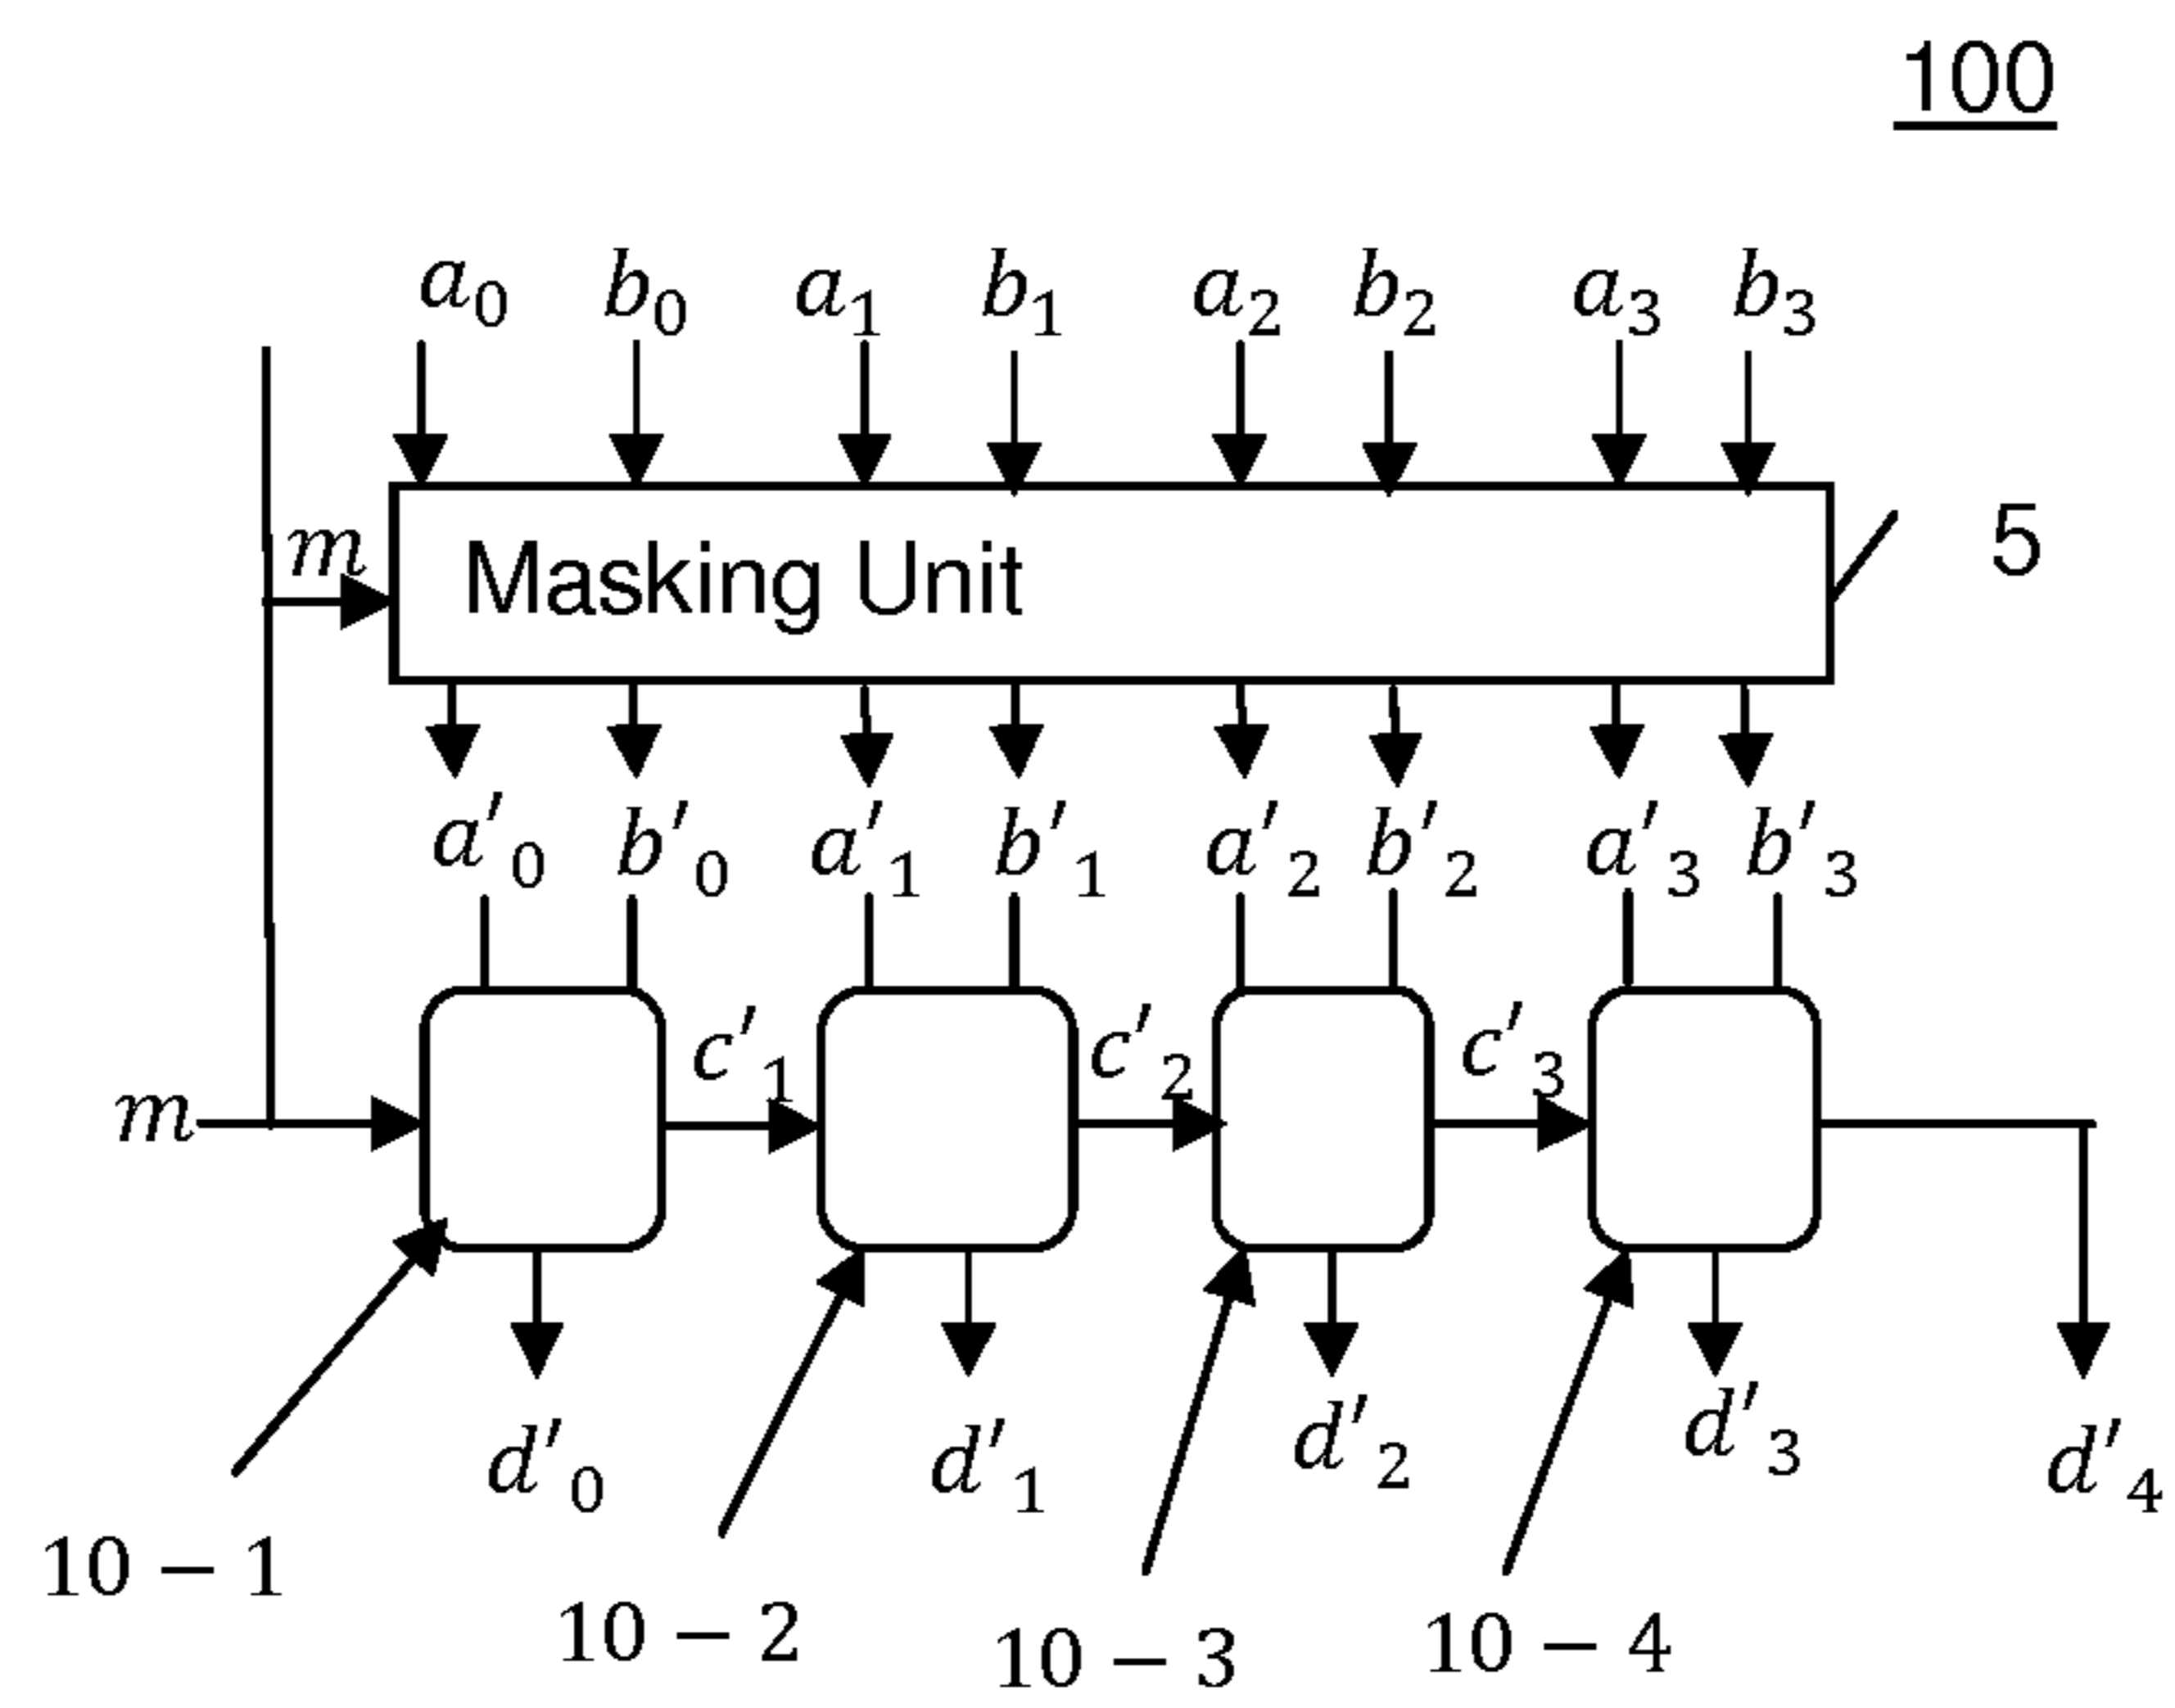 100
a₀ b₀ a₁ b₁ a₂ b₂ a₃ b₃
m Masking Unit 5
a′₀ b′₀ a′₁ b′₁ a′₂ b′₂ a′₃ b′₃
m c′₁ c′₂ c′₃
d′₀ d′₁ d′₂ d′₃ d′₄
10 − 1 10 − 2 10 − 3 10 − 4